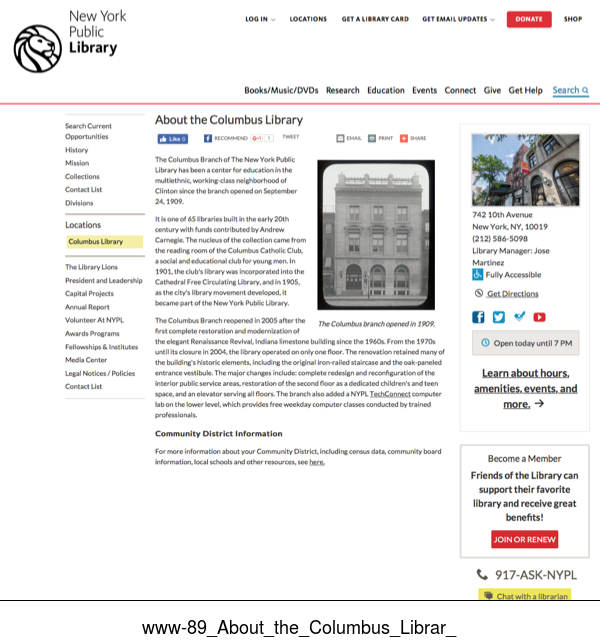 New York
Public
Library
LOG IN
LOCATIONS
GET A LIBRARY CARD
GET EMAIL UPDATES
DONATE
SHOP
Books/Music/DVDs Research Education Events Connect Give Get Help Search
Search Current
Opportunities
History
Mission
Collections
Contact List
Divisions
Locations
Columbus Library
The Library Lions
President and Leadership
Capital Projects
Annual Report
Volunteer At NYPL
Awards Programs
Fellowships & Institutes
Media Center
Legal Notices / Policies
Contact List
About the Columbus Library
Like 0
RECOMMEND
G+1 1
TWEET
EMAIL
PRINT
SHARE
The Columbus Branch of The New York Public
Library has been a center for education in the
multiethnic, working-class neighborhood of
Clinton since the branch opened on September
24, 1909.
It is one of 65 libraries built in the early 20th
century with funds contributed by Andrew
Carnegie. The nucleus of the collection came from
the reading room of the Columbus Catholic Club,
a social and educational club for young men. In
1901, the club's library was incorporated into the
Cathedral Free Circulating Library, and in 1905,
as the city's library movement developed, it
became part of the New York Public Library.
The Columbus branch opened in 1909.
The Columbus Branch reopened in 2005 after the
first complete restoration and modernization of
the elegant Renaissance Revival, Indiana limestone building since the 1960s. From the 1970s
until its closure in 2004, the library operated on only one floor. The renovation retained many of
the building's historic elements, including the original iron-railed staircase and the oak-paneled
entrance vestibule. The major changes include: complete redesign and reconfiguration of the
interior public service areas, restoration of the second floor as a dedicated children's and teen
space, and an elevator serving all floors. The branch also added a NYPL TechConnect computer
lab on the lower level, which provides free weekday computer classes conducted by trained
professionals.
Community District Information
For more information about your Community District, including census data, community board
information, local schools and other resources, see here.
742 10th Avenue
New York, NY, 10019
(212) 586-5098
Library Manager: Jose
Martinez
Fully Accessible
Get Directions
Open today until 7 PM
Learn about hours,
amenities, events, and
more. →
Become a Member
Friends of the Library can
support their favorite
library and receive great
benefits!
JOIN OR RENEW
917-ASK-NYPL
Chat with a librarian
www-89_About_the_Columbus_Librar_